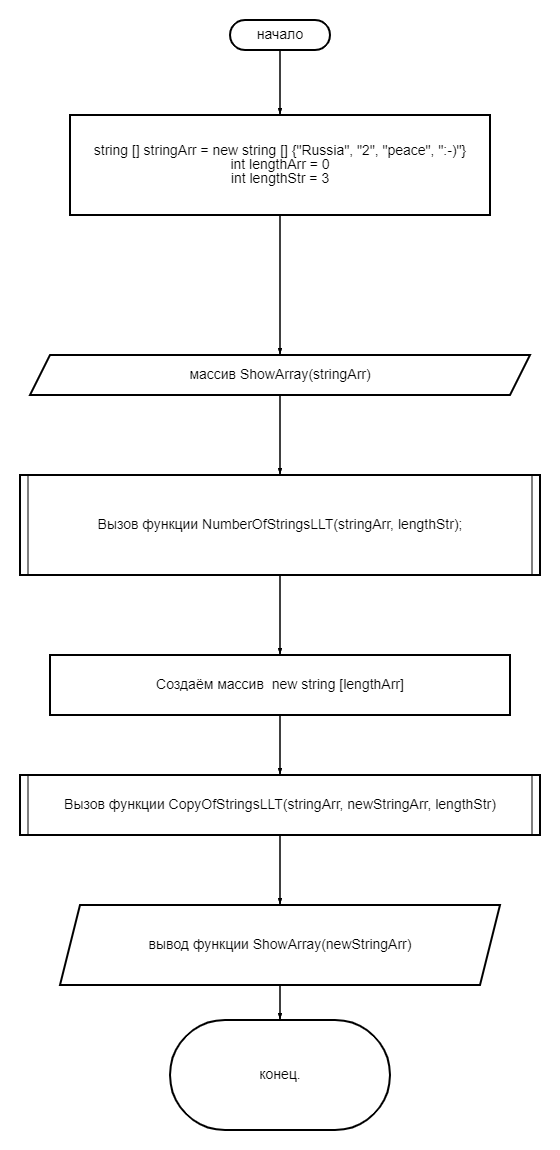 начало
string [] stringArr = new string [] {"Russia", "2", "peace", ":-)"}
int lengthArr = 0
int lengthStr = 3
массив ShowArray(stringArr)
Вызов функции NumberOfStringsLLT(stringArr, lengthStr);
Создаём массив  new string [lengthArr]
Вызов функции CopyOfStringsLLT(stringArr, newStringArr, lengthStr)
вывод функции ShowArray(newStringArr)
конец.